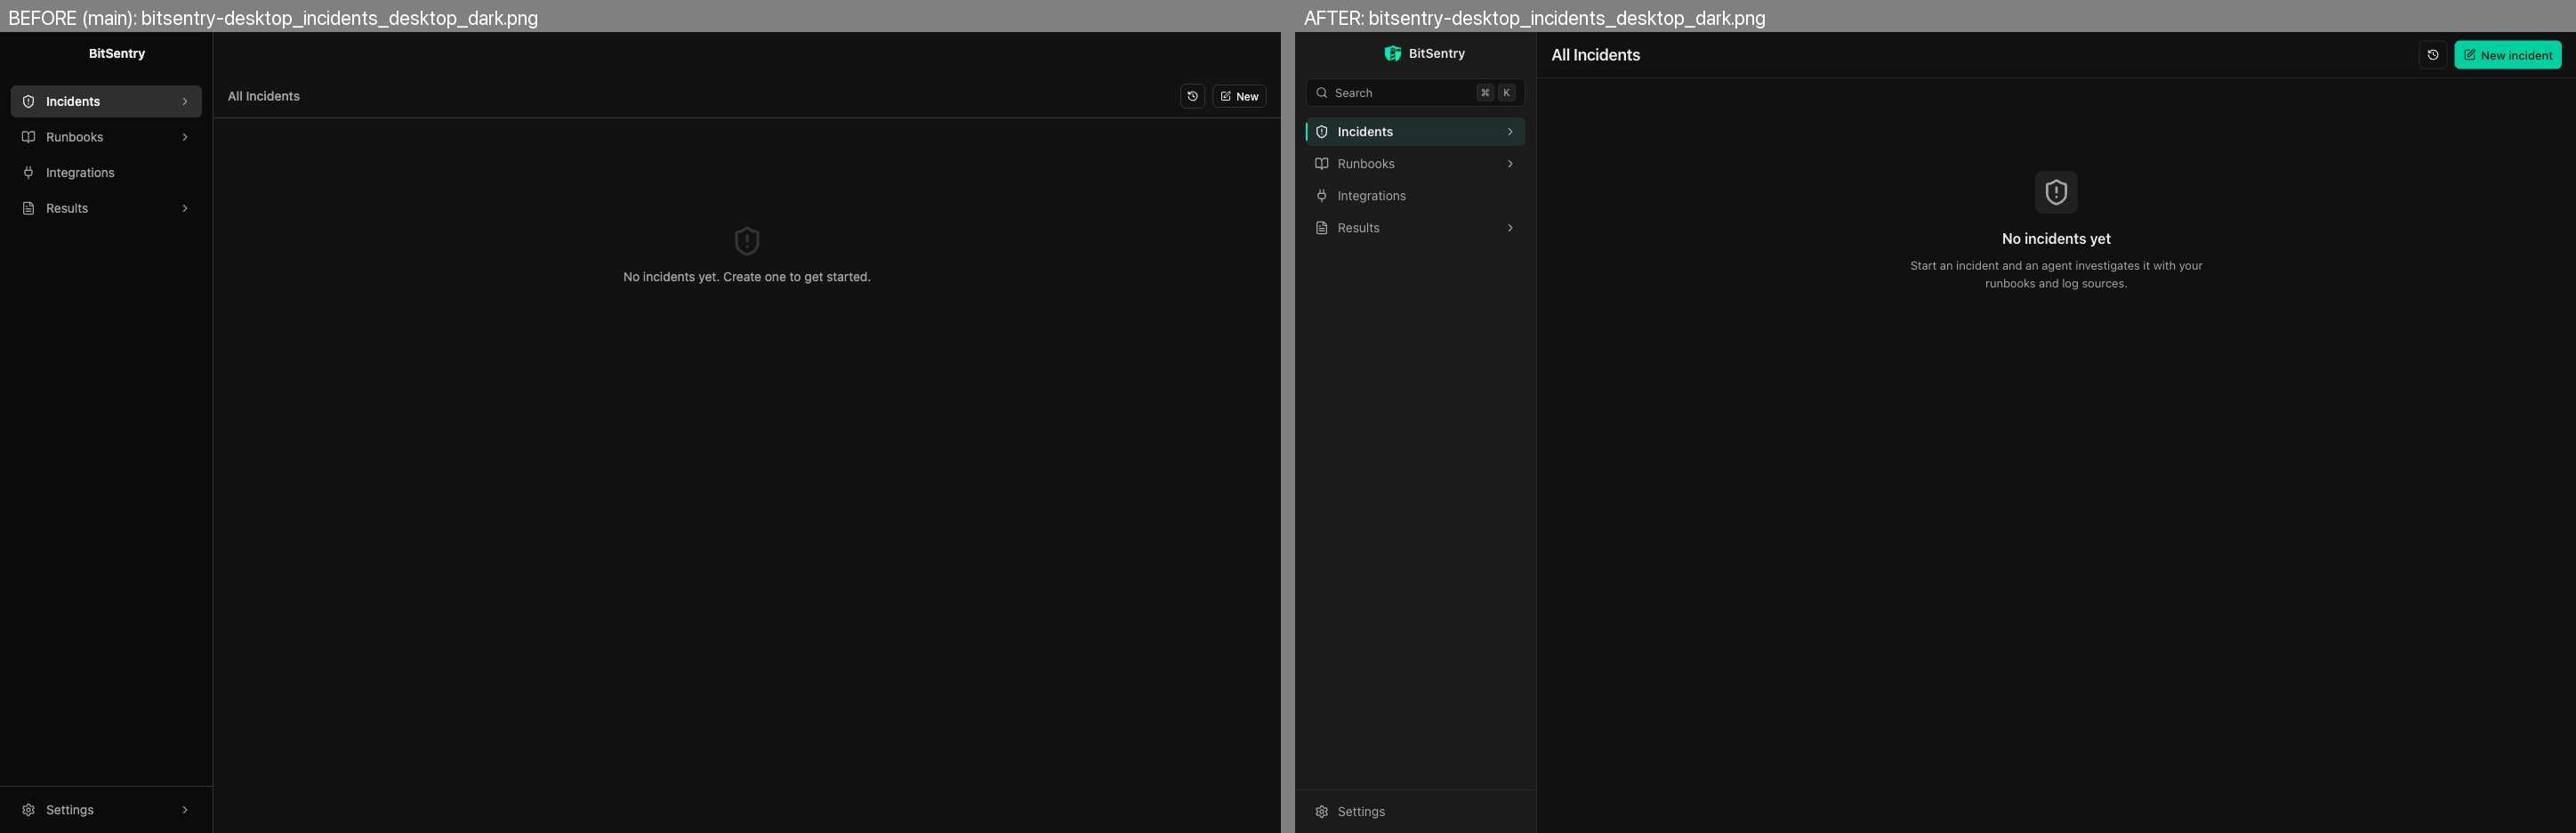 BEFORE (main): bitsentry-desktop_incidents_desktop_dark.png
BitSentry
Incidents
Runbooks
Integrations
Results
Settings
All Incidents
New
No incidents yet. Create one to get started.
AFTER: bitsentry-desktop_incidents_desktop_dark.png
BitSentry
Search ⌘ K
Incidents
Runbooks
Integrations
Results
Settings
All Incidents
New incident
No incidents yet
Start an incident and an agent investigates it with your
runbooks and log sources.